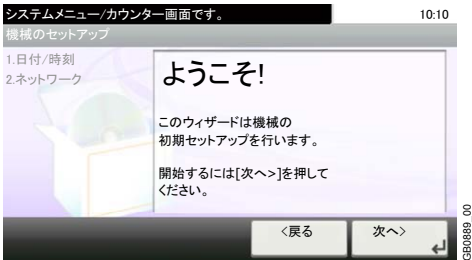 システムメニュー/カウンター画面です。
10:10
機械のセットアップ
1.日付/時刻
2.ネットワーク
ようこそ!
このウィザードは機械の
初期セットアップを行います。
開始するには[次へ>]を押して
ください。
<戻る
次へ>
GB0889_00